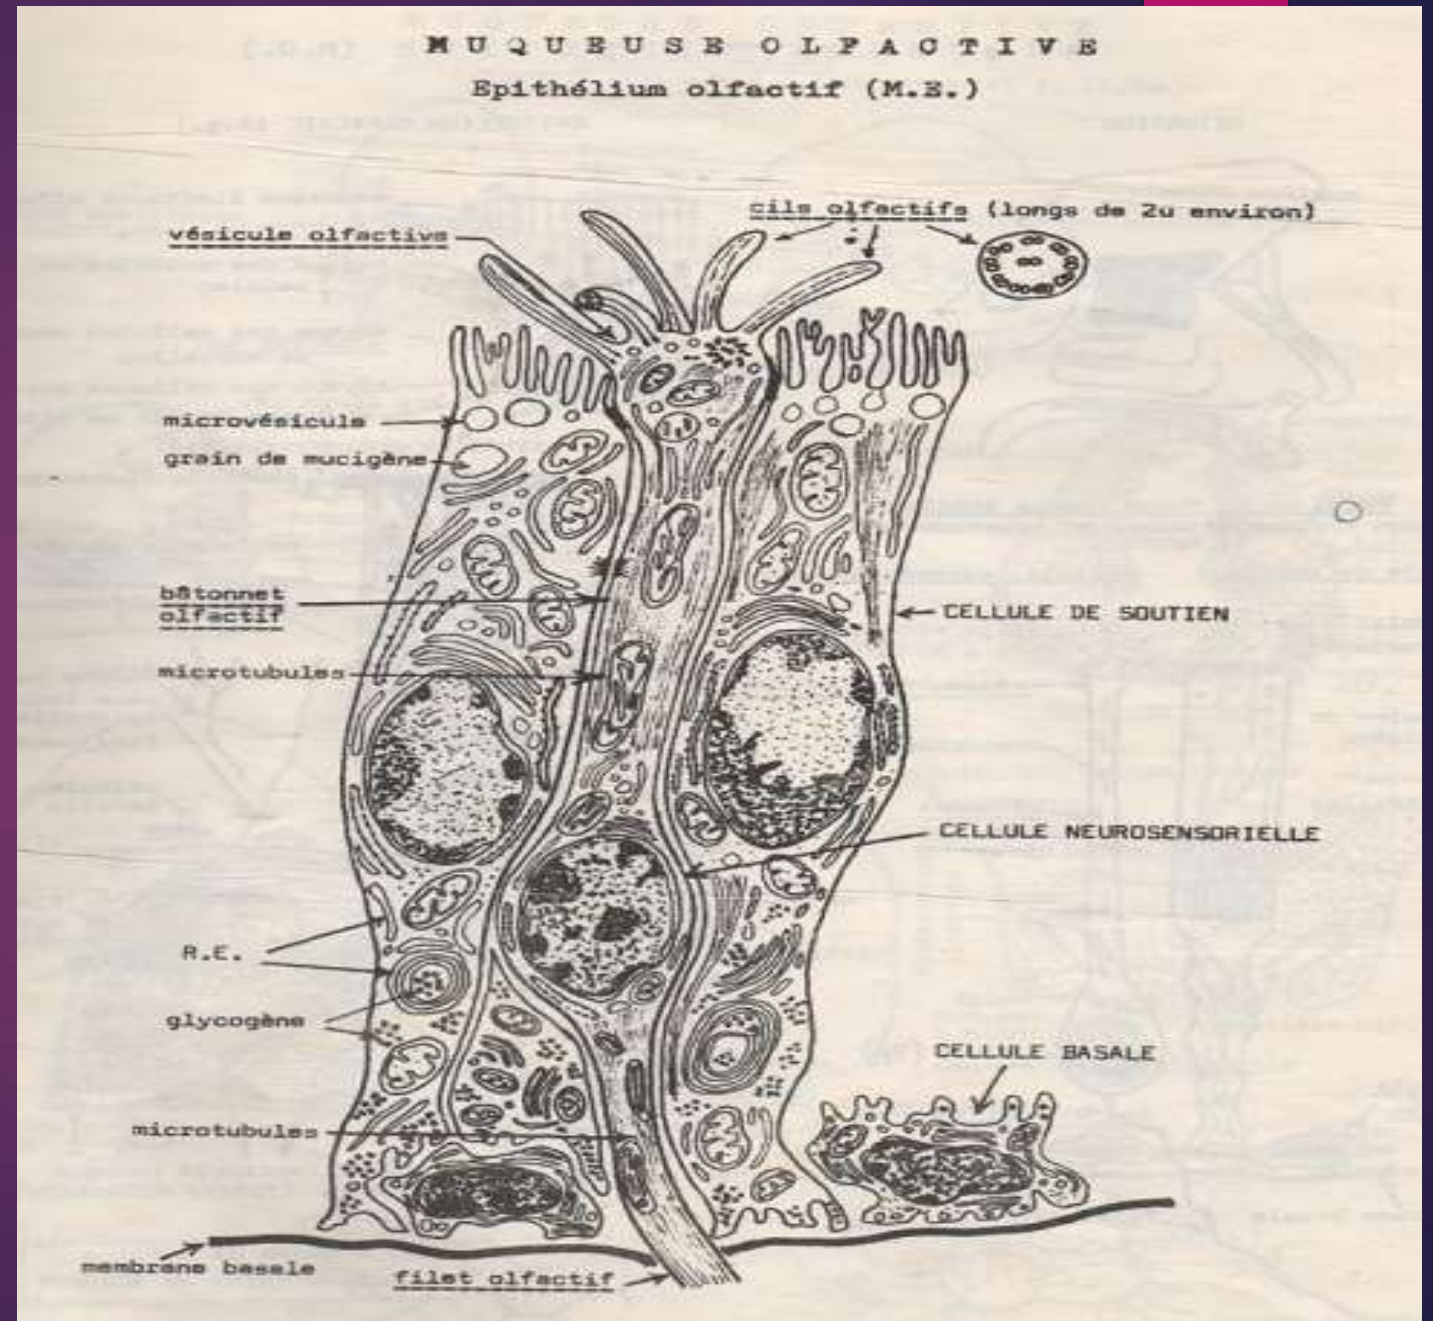 MUQUEUSE OLFACTIVE
Epithélium olfactif (M.E.)
cils olfactifs (longs de 2u environ)
vésicule olfactive
microvésicule
grain de mucigène
bâtonnet
olfactif
CELLULE DE SOUTIEN
microtubules
CELLULE NEUROSENSORIELLE
R.E.
glycogène
CELLULE BASALE
microtubules
membrane basale
filet olfactif